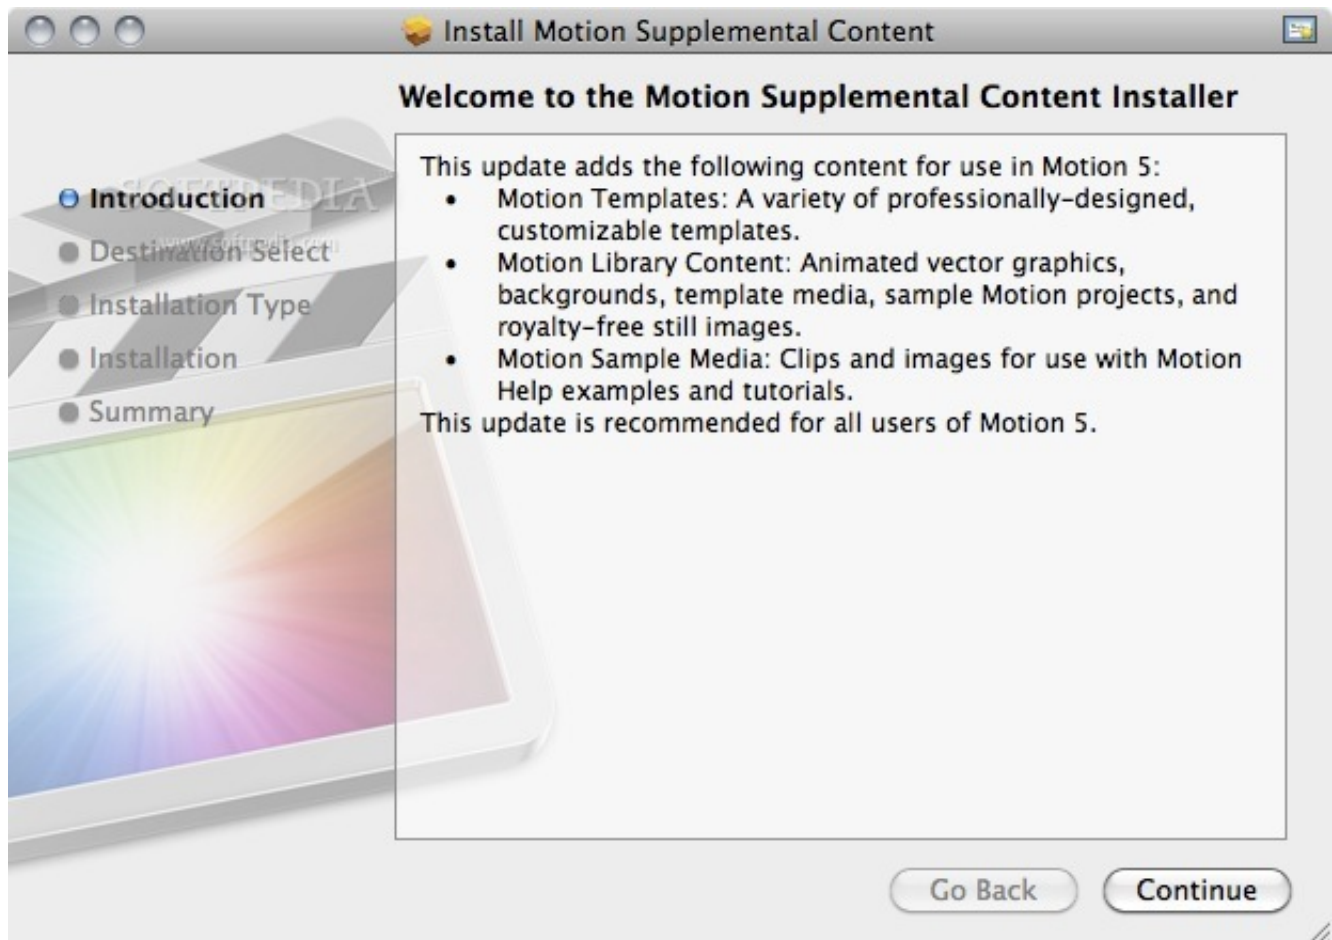 Install Motion Supplemental Content
Welcome to the Motion Supplemental Content Installer
Introduction
Destination Select
Installation Type
Installation
Summary
SOFTPEDIA
www.softpedia.com
This update adds the following content for use in Motion 5:
• Motion Templates: A variety of professionally-designed,
customizable templates.
• Motion Library Content: Animated vector graphics,
backgrounds, template media, sample Motion projects, and
royalty-free still images.
• Motion Sample Media: Clips and images for use with Motion
Help examples and tutorials.
This update is recommended for all users of Motion 5.
Go Back
Continue